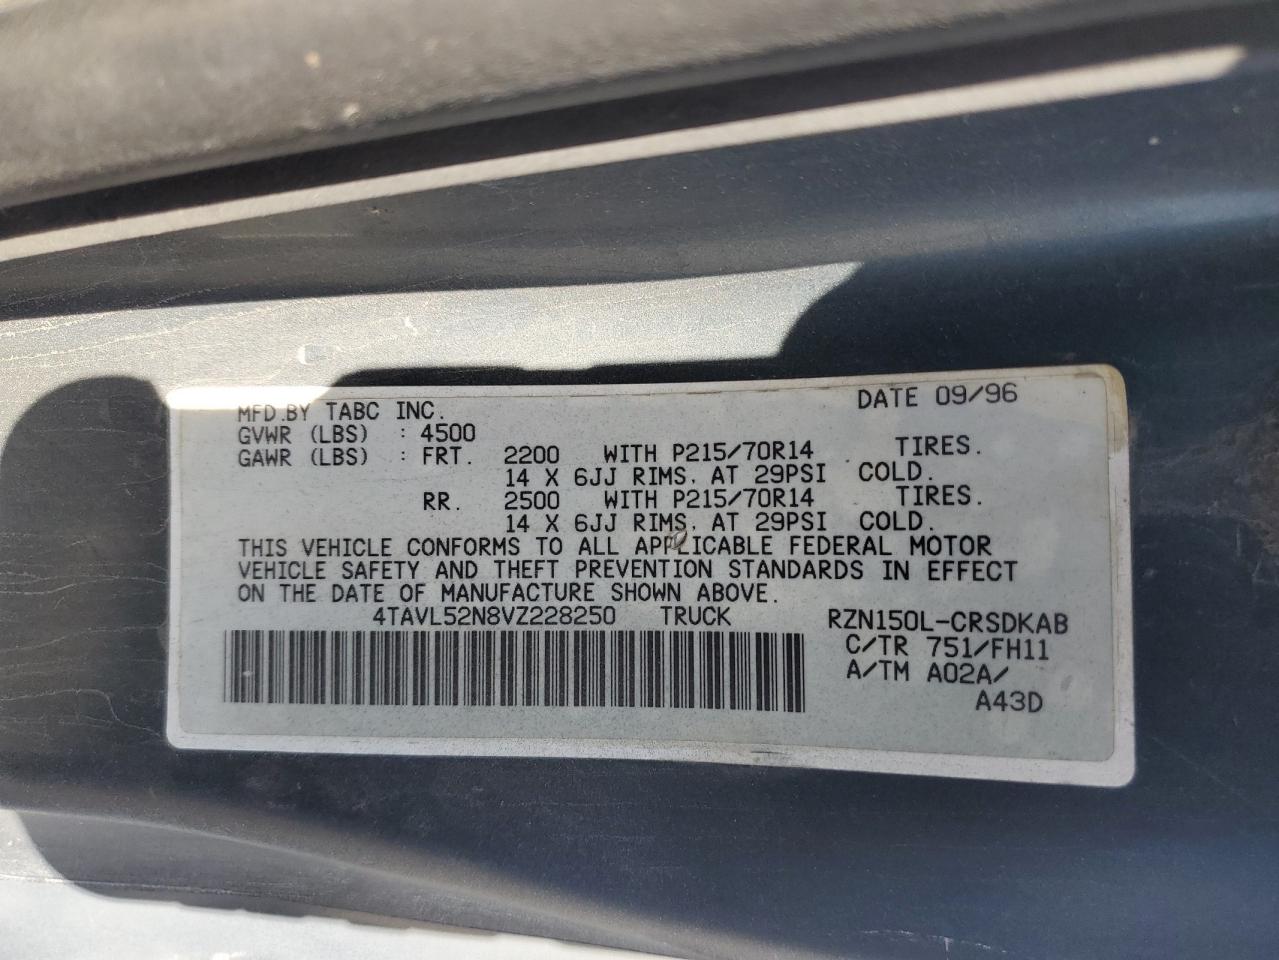 MFD.BY TABC INC. DATE 09/96
GVWR (LBS) : 4500
GAWR (LBS) : FRT. 2200 WITH P215/70R14 TIRES.
14 X 6JJ RIMS, AT 29PSI COLD.
RR. 2500 WITH P215/70R14 TIRES.
14 X 6JJ RIMS, AT 29PSI COLD.
THIS VEHICLE CONFORMS TO ALL APPLICABLE FEDERAL MOTOR
VEHICLE SAFETY AND THEFT PREVENTION STANDARDS IN EFFECT
ON THE DATE OF MANUFACTURE SHOWN ABOVE.
4TAVL52N8VZ228250 TRUCK RZN150L-CRSDKAB
C/TR 751/FH11
A/TM A02A/
A43D